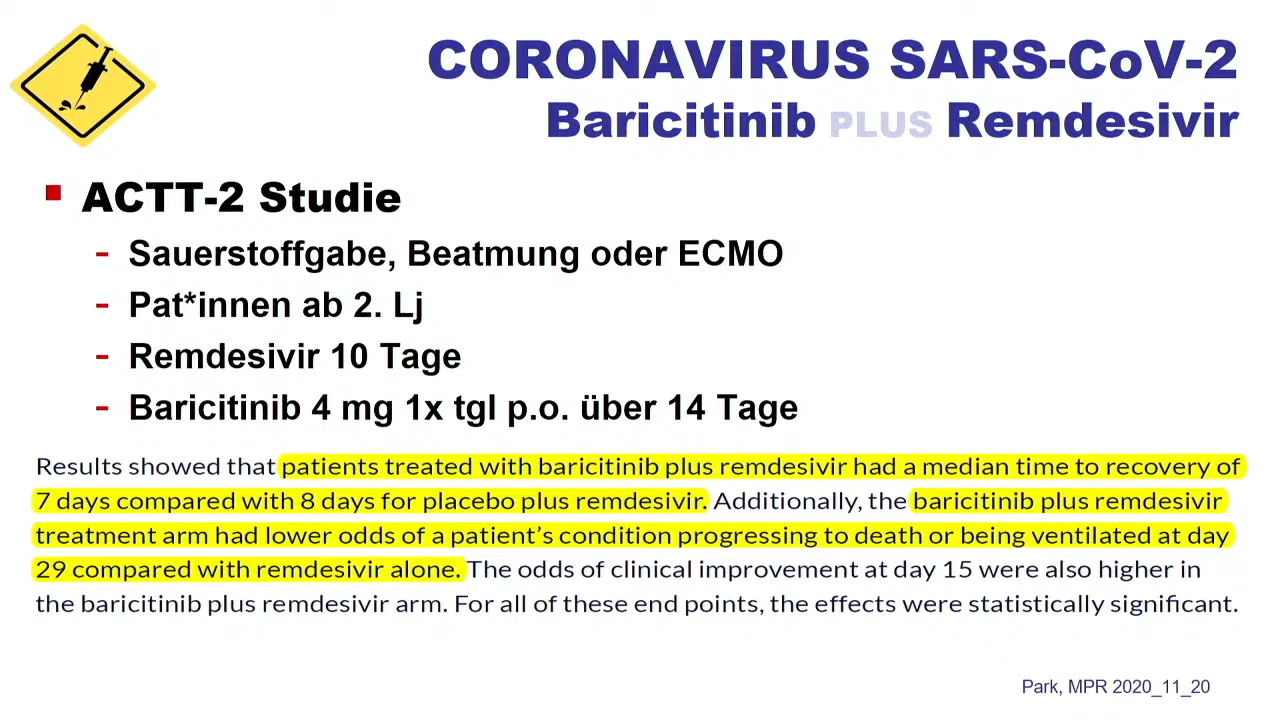 CORONAVIRUS SARS-CoV-2
Baricitinib PLUS Remdesivir
ACTT-2 Studie
- Sauerstoffgabe, Beatmung oder ECMO
- Pat*innen ab 2. Lj
- Remdesivir 10 Tage
- Baricitinib 4 mg 1x tgl p.o. über 14 Tage
Results showed that patients treated with baricitinib plus remdesivir had a median time to recovery of
7 days compared with 8 days for placebo plus remdesivir. Additionally, the baricitinib plus remdesivir
treatment arm had lower odds of a patient’s condition progressing to death or being ventilated at day
29 compared with remdesivir alone. The odds of clinical improvement at day 15 were also higher in
the baricitinib plus remdesivir arm. For all of these end points, the effects were statistically significant.
Park, MPR 2020_11_20